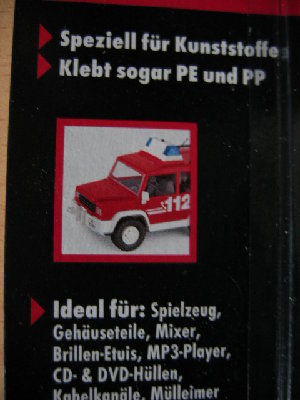 Speziell für Kunststoffe
Klebt sogar PE und PP
112
Ideal für: Spielzeug,
Gehäuseteile, Mixer,
Brillen-Etuis, MP3-Player,
CD- & DVD-Hüllen,
Kabelkanäle, Mülleimer